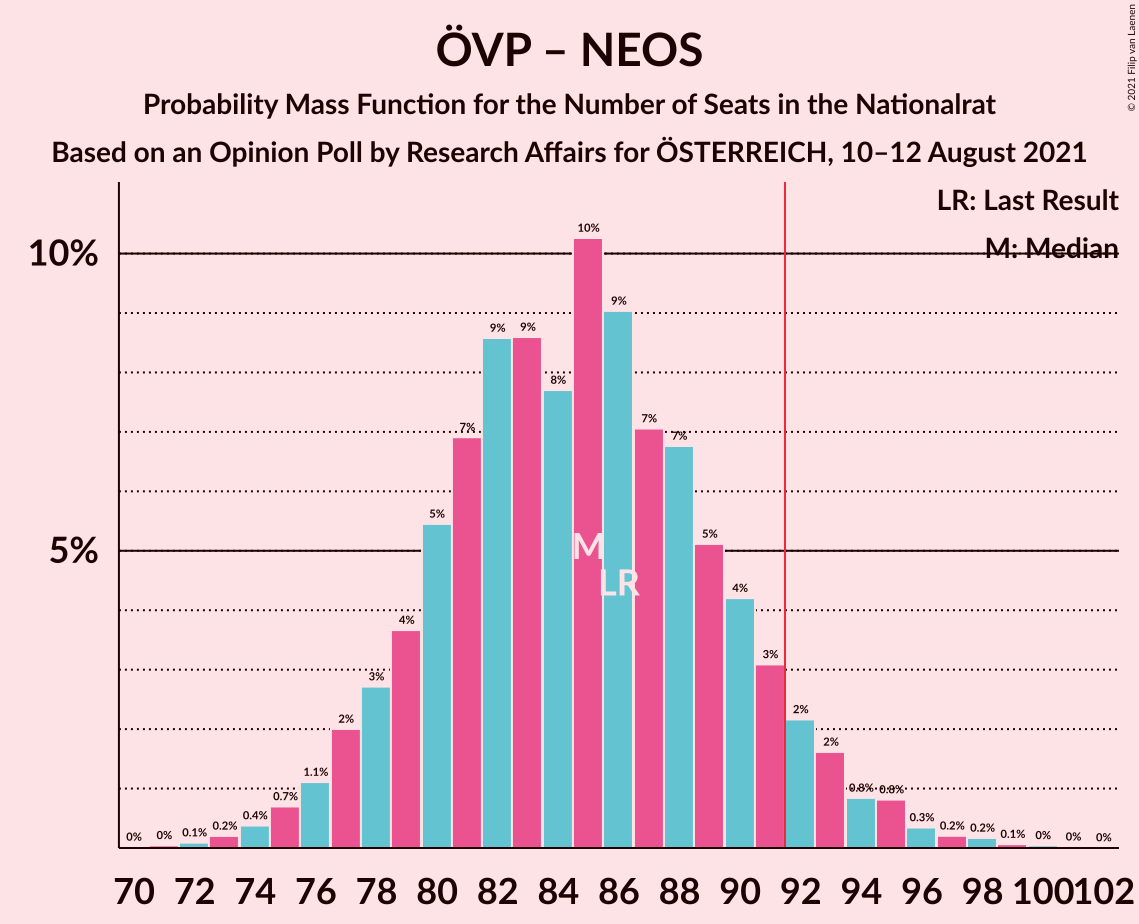 ÖVP – NEOS
Probability Mass Function for the Number of Seats in the Nationalrat
Based on an Opinion Poll by Research Affairs for ÖSTERREICH, 10–12 August 2021
© 2021 Filip van Laenen
LR: Last Result
M: Median
10%
5%
0% 0% 0.1% 0.2% 0.4% 0.7% 1.1% 2% 3% 4% 5% 7% 9% 9% 8% 10% 9% 7% 7% 5% 4% 3% 2% 2% 0.8% 0.8% 0.3% 0.2% 0.2% 0.1% 0% 0% 0%
M
LR
70 72 74 76 78 80 82 84 86 88 90 92 94 96 98 100 102